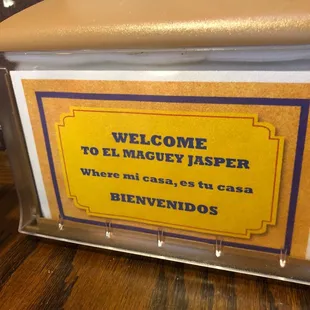 WELCOME
TO EL MAGUEY JASPER
Where mi casa, es tu casa
BIENVENIDOS